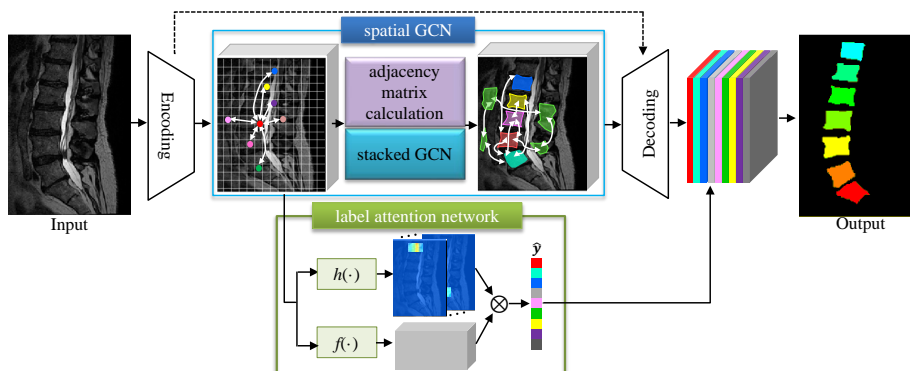 spatial GCN
Encoding
adjacency
matrix
calculation
stacked GCN
Decoding
Input
Output
label attention network
h(·)
f(·)
ŷ